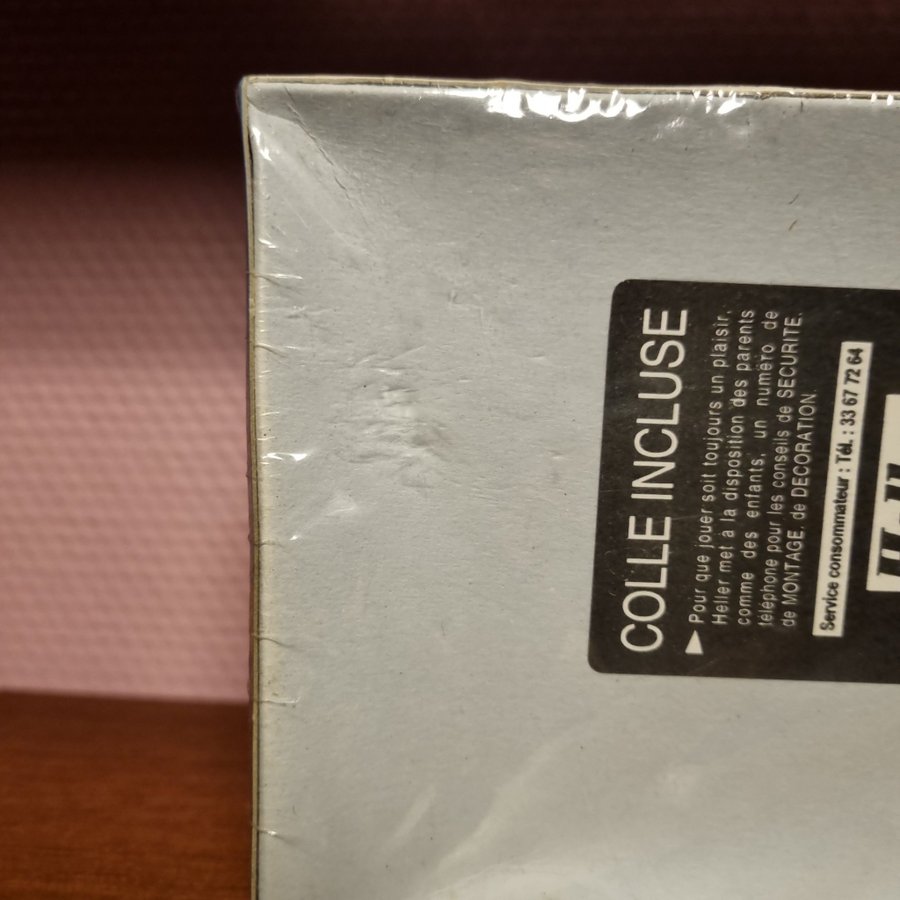 COLLE INCLUSE
▶ Pour que jouer soit toujours un plaisir,
Heller met à la disposition des parents
comme des enfants, un numéro de
téléphone pour les conseils de SECURITE,
de MONTAGE, de DECORATION.
Service consommateur : Tél. : 33 67 72 64